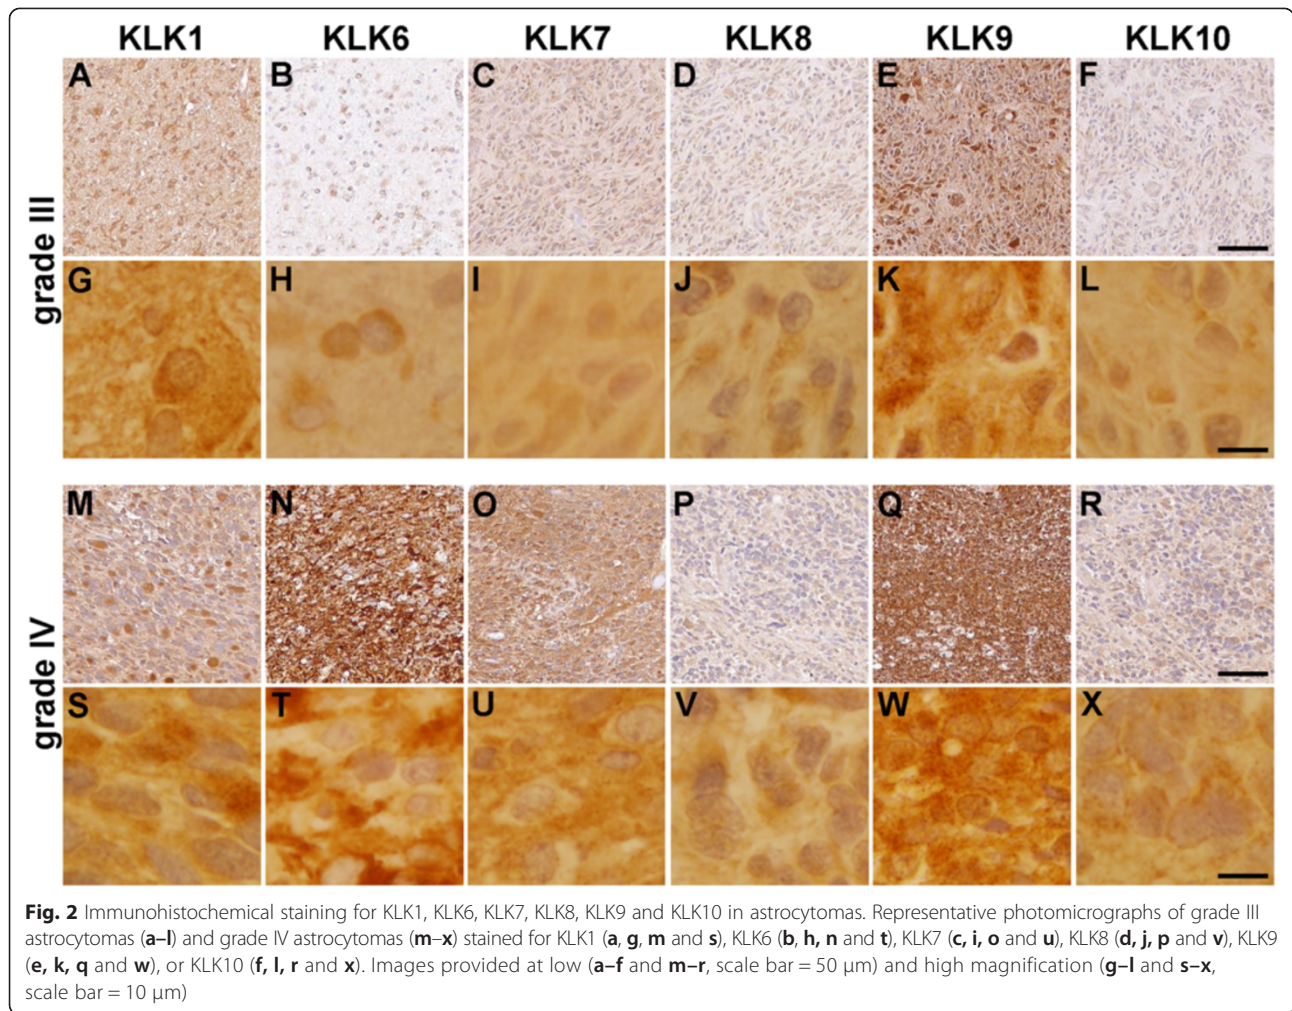 KLK1 KLK6 KLK7 KLK8 KLK9 KLK10
A B C D E F
grade III
G H I J K L
M N O P Q R
grade IV
S T U V W X
Fig. 2 Immunohistochemical staining for KLK1, KLK6, KLK7, KLK8, KLK9 and KLK10 in astrocytomas. Representative photomicrographs of grade III
astrocytomas (a–l) and grade IV astrocytomas (m–x) stained for KLK1 (a, g, m and s), KLK6 (b, h, n and t), KLK7 (c, i, o and u), KLK8 (d, j, p and v), KLK9
(e, k, q and w), or KLK10 (f, l, r and x). Images provided at low (a–f and m–r, scale bar = 50 μm) and high magnification (g–l and s–x,
scale bar = 10 μm)